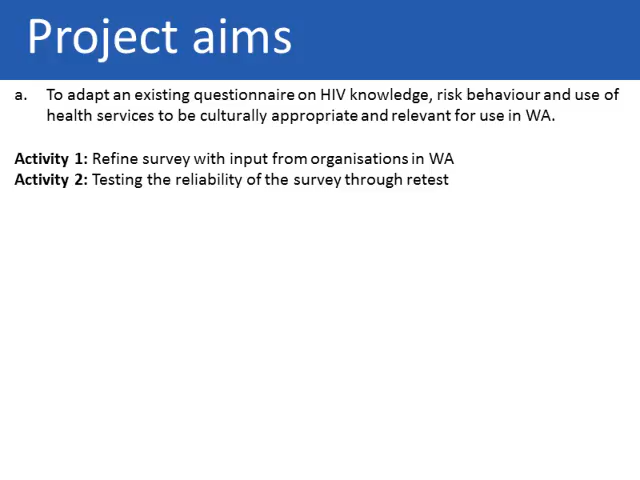 Project aims
a. To adapt an existing questionnaire on HIV knowledge, risk behaviour and use of
health services to be culturally appropriate and relevant for use in WA.
Activity 1: Refine survey with input from organisations in WA
Activity 2: Testing the reliability of the survey through retest